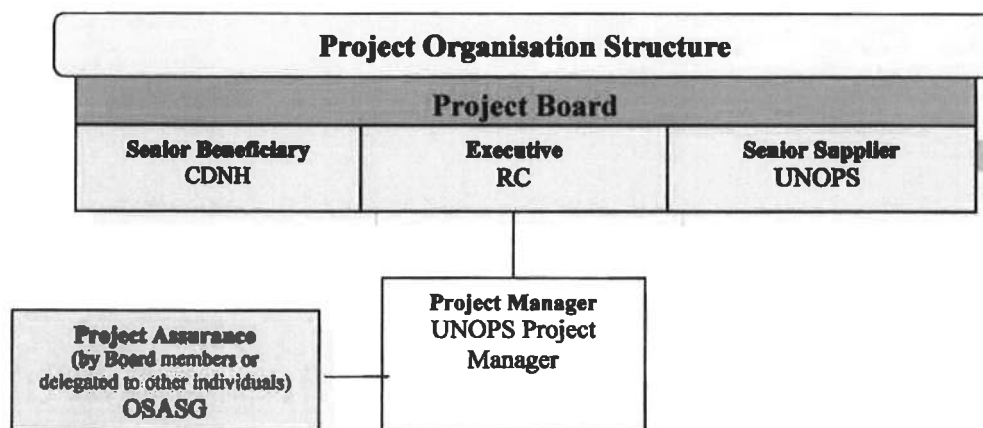 Project Organisation Structure
Project Board
Senior Beneficiary
CDNH
Executive
RC
Senior Supplier
UNOPS
Project Manager
UNOPS Project
Manager
Project Assurance
(by Board members or
delegated to other individuals)
OSASG